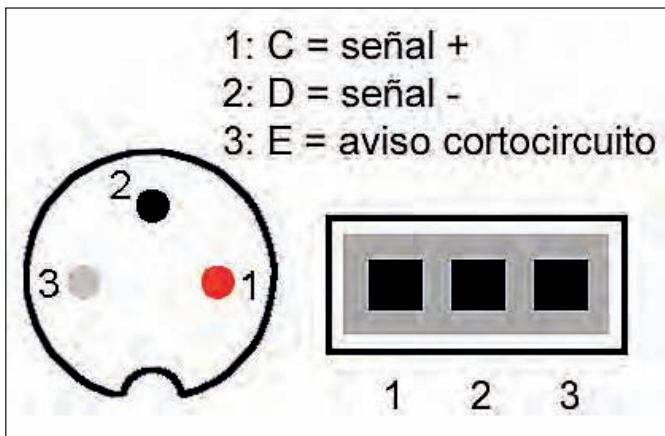 1: C = señal +
2: D = señal -
3: E = aviso cortocircuito
2
3 1
1 2 3